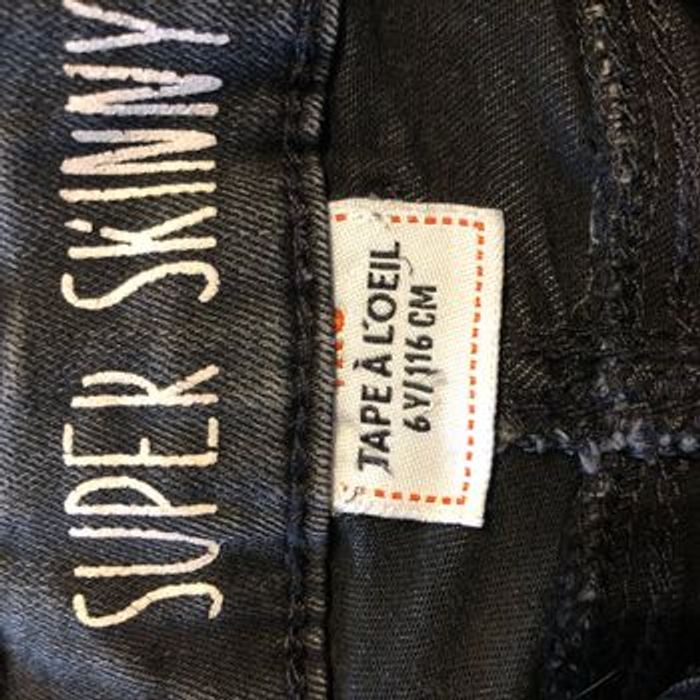 SUPER SKiNNY
TAPE À L'OEIL
6Y/116 CM